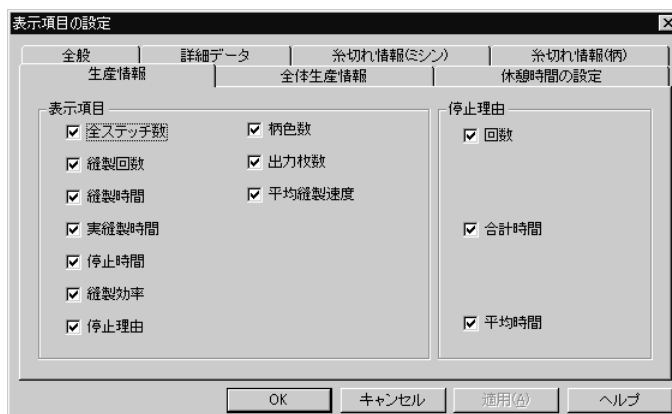 表示項目の設定
全般
詳細データ
糸切れ情報(ミシン)
糸切れ情報(柄)
生産情報
全体生産情報
休憩時間の設定
表示項目
全ステッチ数
縫製回数
縫製時間
実縫製時間
停止時間
縫製効率
停止理由
柄色数
出力枚数
平均縫製速度
停止理由
回数
合計時間
平均時間
OK
キャンセル
適用(A)
ヘルプ